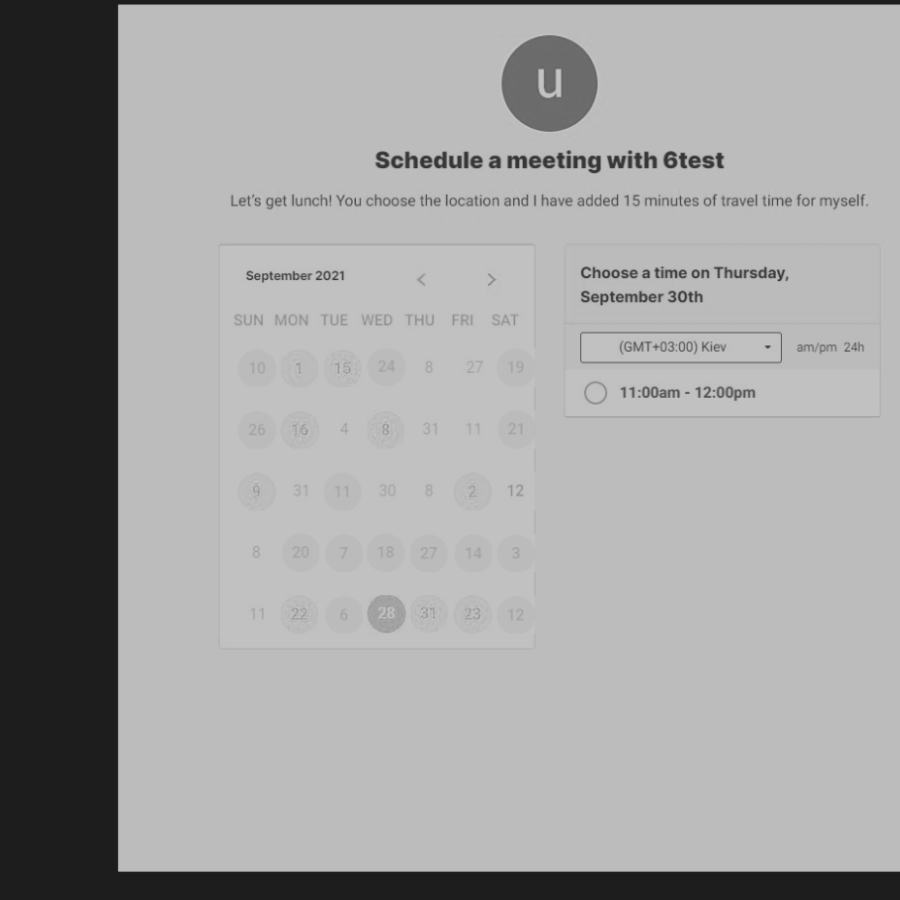 u
Schedule a meeting with 6test
Let's get lunch! You choose the location and I have added 15 minutes of travel time for myself.
September 2021 < >
SUN MON TUE WED THU FRI SAT
10 1 15 24 8 27 19
26 16 4 8 31 11 21
9 31 11 30 8 2 12
8 20 7 18 27 14 3
11 22 6 28 31 23 12
Choose a time on Thursday,
September 30th
(GMT+03:00) Kiev am/pm 24h
11:00am - 12:00pm